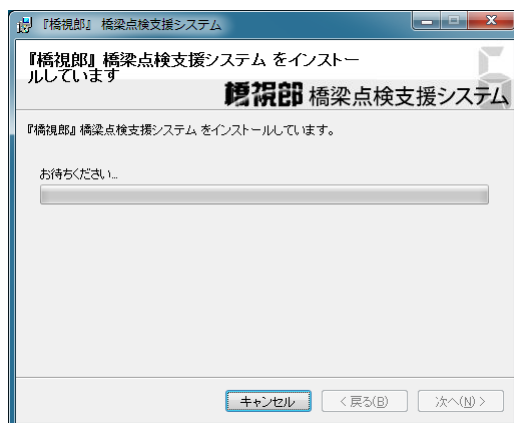 『橋視郎』 橋梁点検支援システム
『橋視郎』 橋梁点検支援システム をインストー
ルしています
橋視郎 橋梁点検支援システム
『橋視郎』 橋梁点検支援システム をインストールしています。
お待ちください...
キャンセル
< 戻る(B)
次へ(N) >